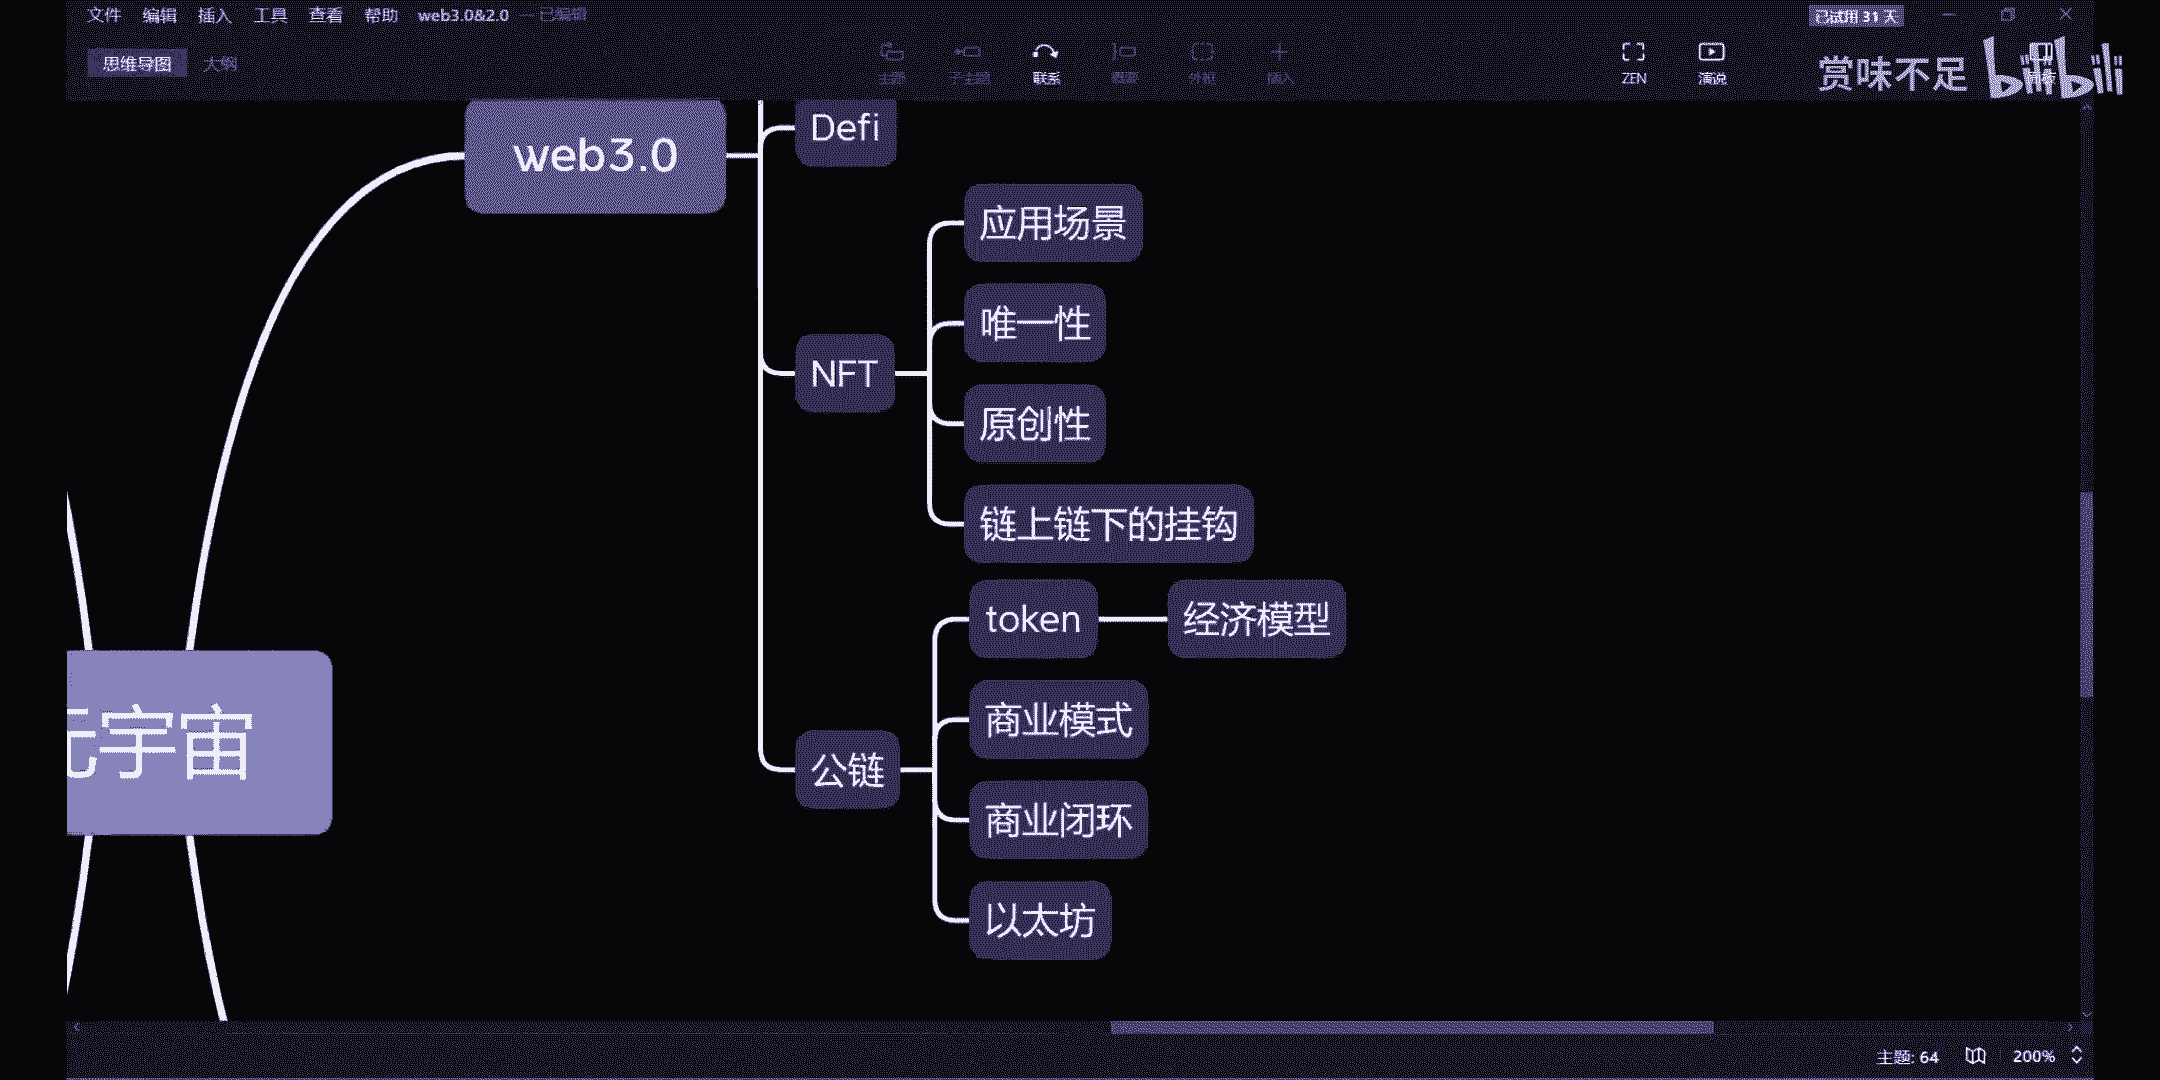 文件 编辑 插入 工具 查看 帮助 web3.0&2.0 — 已编辑 已试用 31 天
思维导图 大纲 主题 子主题 联系 概要 外框 插入 ZEN 演说 面板
赏味不足 bilibili
Defi
web3.0
应用场景
唯一性
NFT
原创性
链上链下的挂钩
token 经济模型
商业模式
元宇宙
公链
商业闭环
以太坊
主题: 64 200%